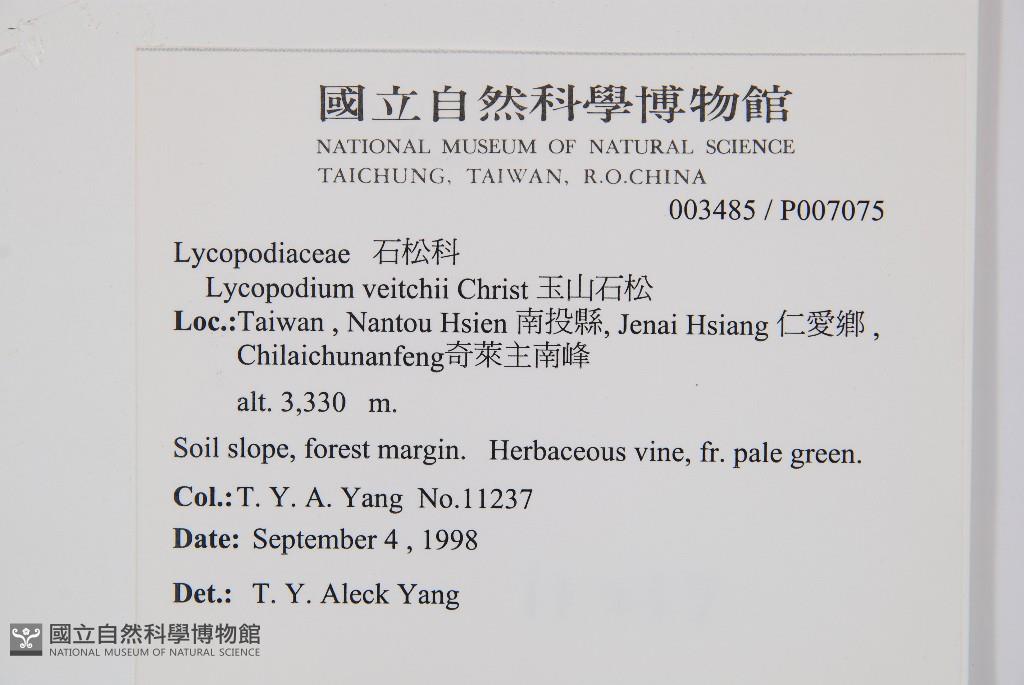 國立自然科學博物館
NATIONAL MUSEUM OF NATURAL SCIENCE
TAICHUNG, TAIWAN, R.O.CHINA
003485 / P007075
Lycopodiaceae 石松科
Lycopodium veitchii Christ 玉山石松
Loc.:Taiwan , Nantou Hsien 南投縣, Jenai Hsiang 仁愛鄉 ,
Chilaichunanfeng奇萊主南峰
alt. 3,330 m.
Soil slope, forest margin. Herbaceous vine, fr. pale green.
Col.:T. Y. A. Yang No.11237
Date: September 4 , 1998
Det.: T. Y. Aleck Yang
國立自然科學博物館
NATIONAL MUSEUM OF NATURAL SCIENCE